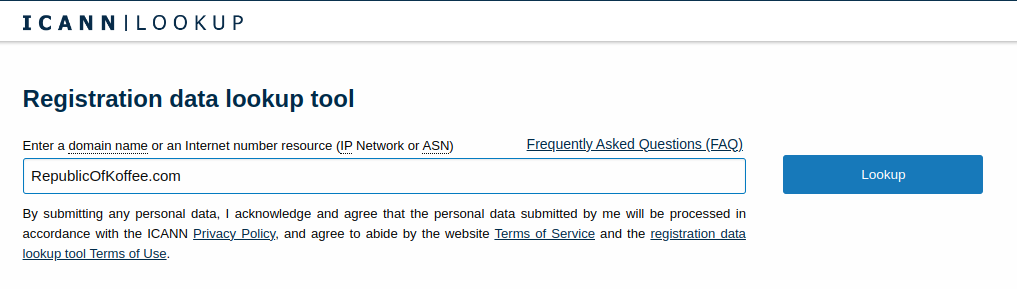 ICANN|LOOKUP
Registration data lookup tool
Enter a domain name or an Internet number resource (IP Network or ASN)
Frequently Asked Questions (FAQ)
RepublicOfKoffee.com
Lookup
By submitting any personal data, I acknowledge and agree that the personal data submitted by me will be processed in
accordance with the ICANN Privacy Policy, and agree to abide by the website Terms of Service and the registration data
lookup tool Terms of Use.